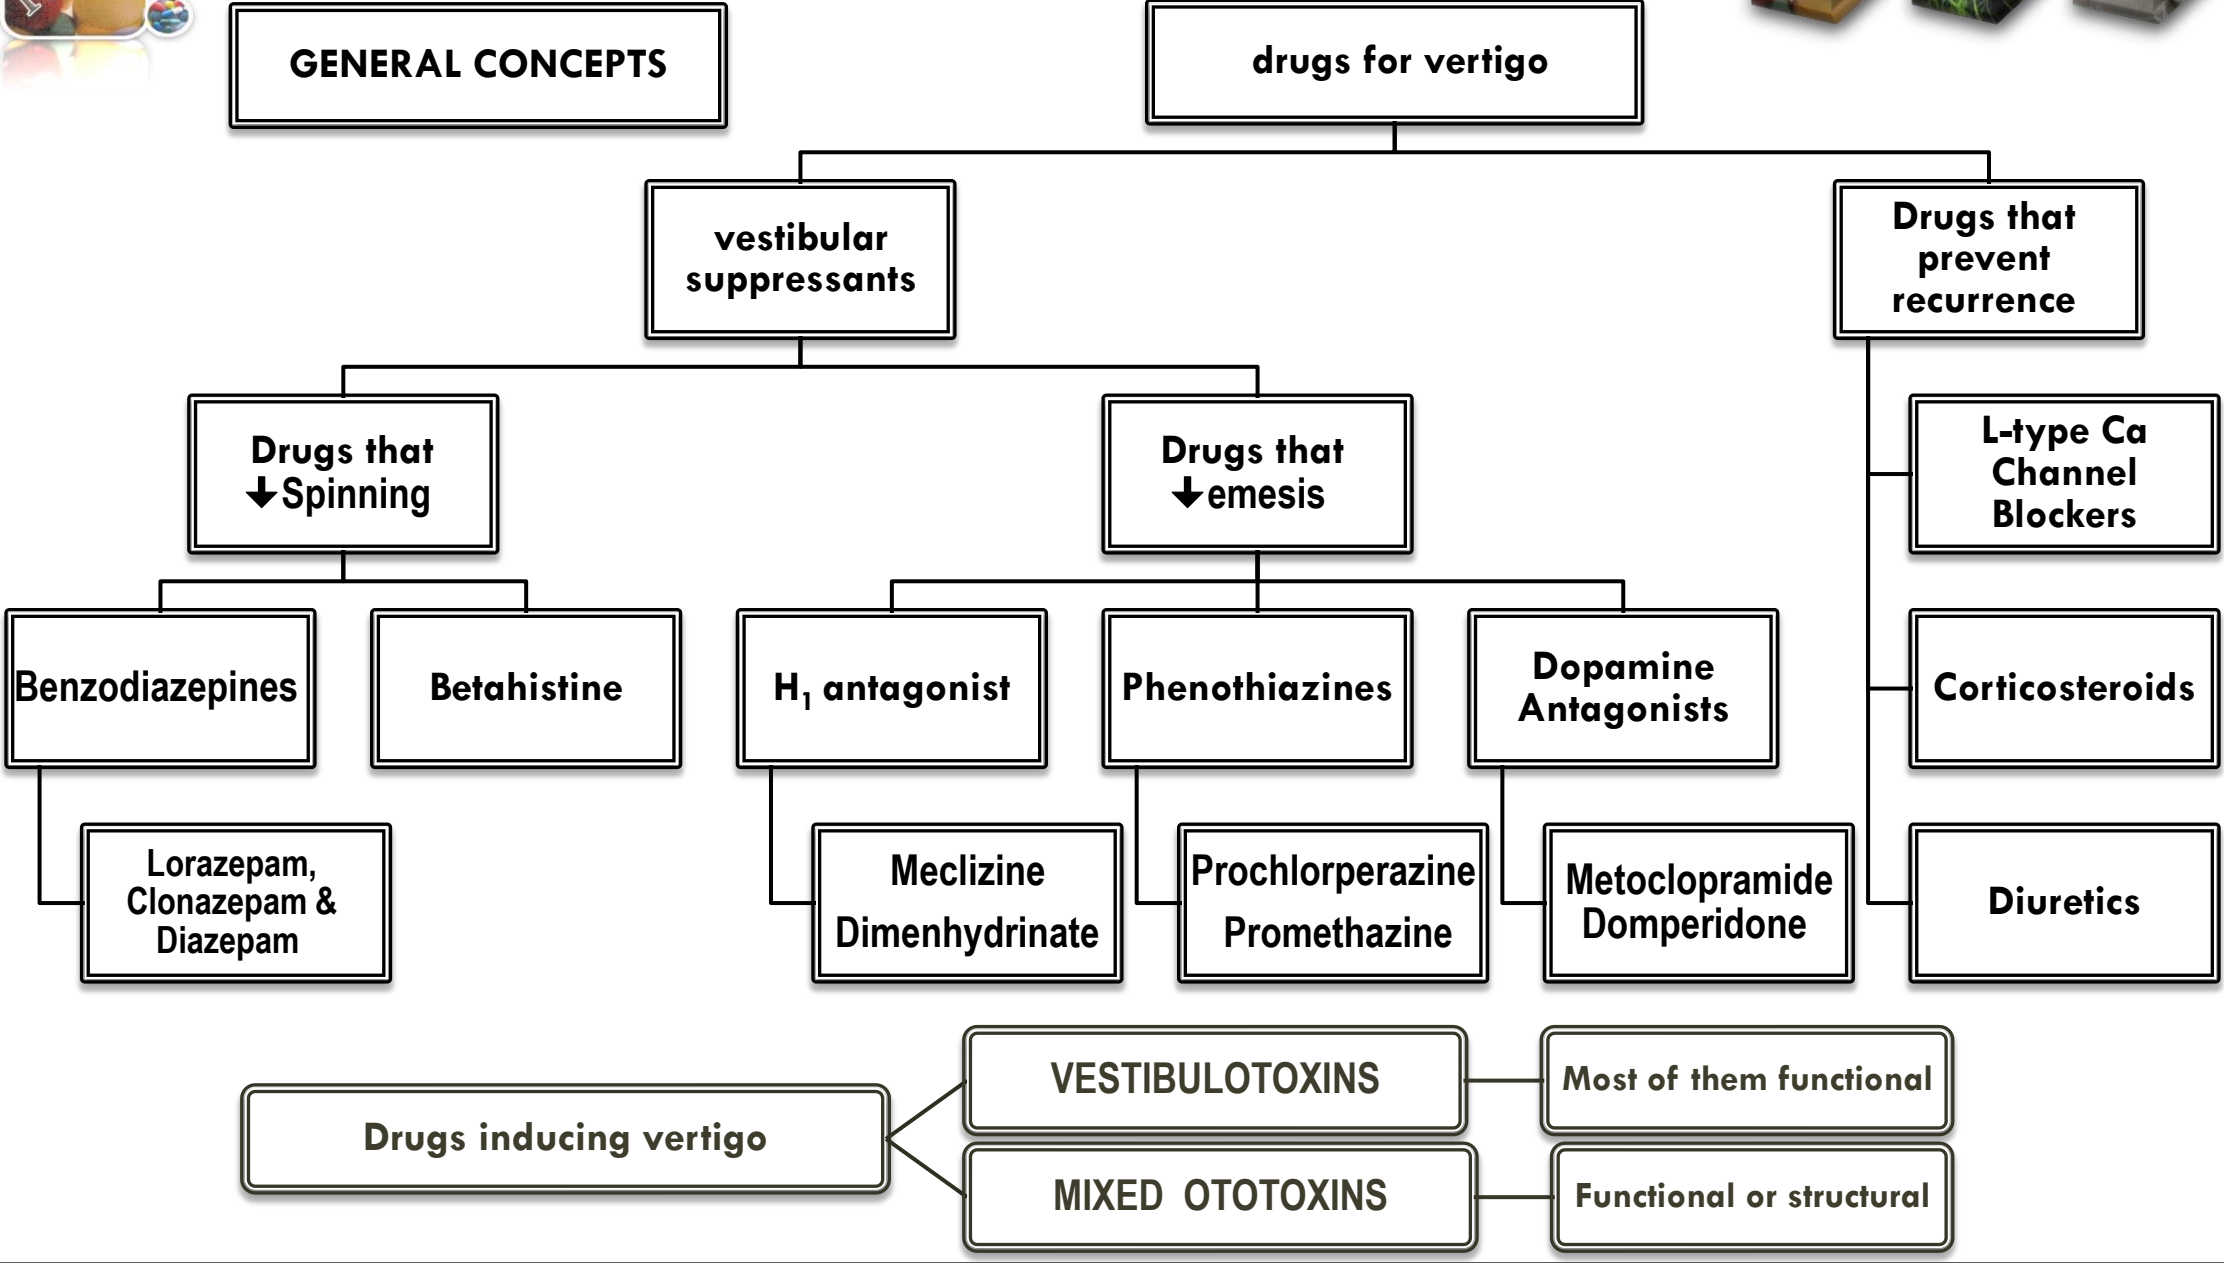 GENERAL CONCEPTS
drugs for vertigo
vestibular
suppressants
Drugs that
prevent
recurrence
Drugs that
↓Spinning
Drugs that
↓emesis
L-type Ca
Channel
Blockers
Benzodiazepines
Betahistine
H₁ antagonist
Phenothiazines
Dopamine
Antagonists
Corticosteroids
Lorazepam,
Clonazepam &
Diazepam
Meclizine
Dimenhydrinate
Prochlorperazine
Promethazine
Metoclopramide
Domperidone
Diuretics
Drugs inducing vertigo
VESTIBULOTOXINS
Most of them functional
MIXED OTOTOXINS
Functional or structural